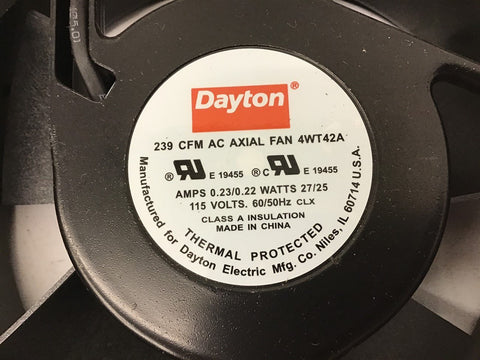 Dayton®
239 CFM AC AXIAL FAN 4WT42A
® RU E 19455 ® C RU E 19455
AMPS 0.23/0.22 WATTS 27/25
115 VOLTS. 60/50Hz CLX
CLASS A INSULATION
MADE IN CHINA
THERMAL PROTECTED
Manufactured for Dayton Electric Mfg. Co. Niles, IL 60714 U.S.A.